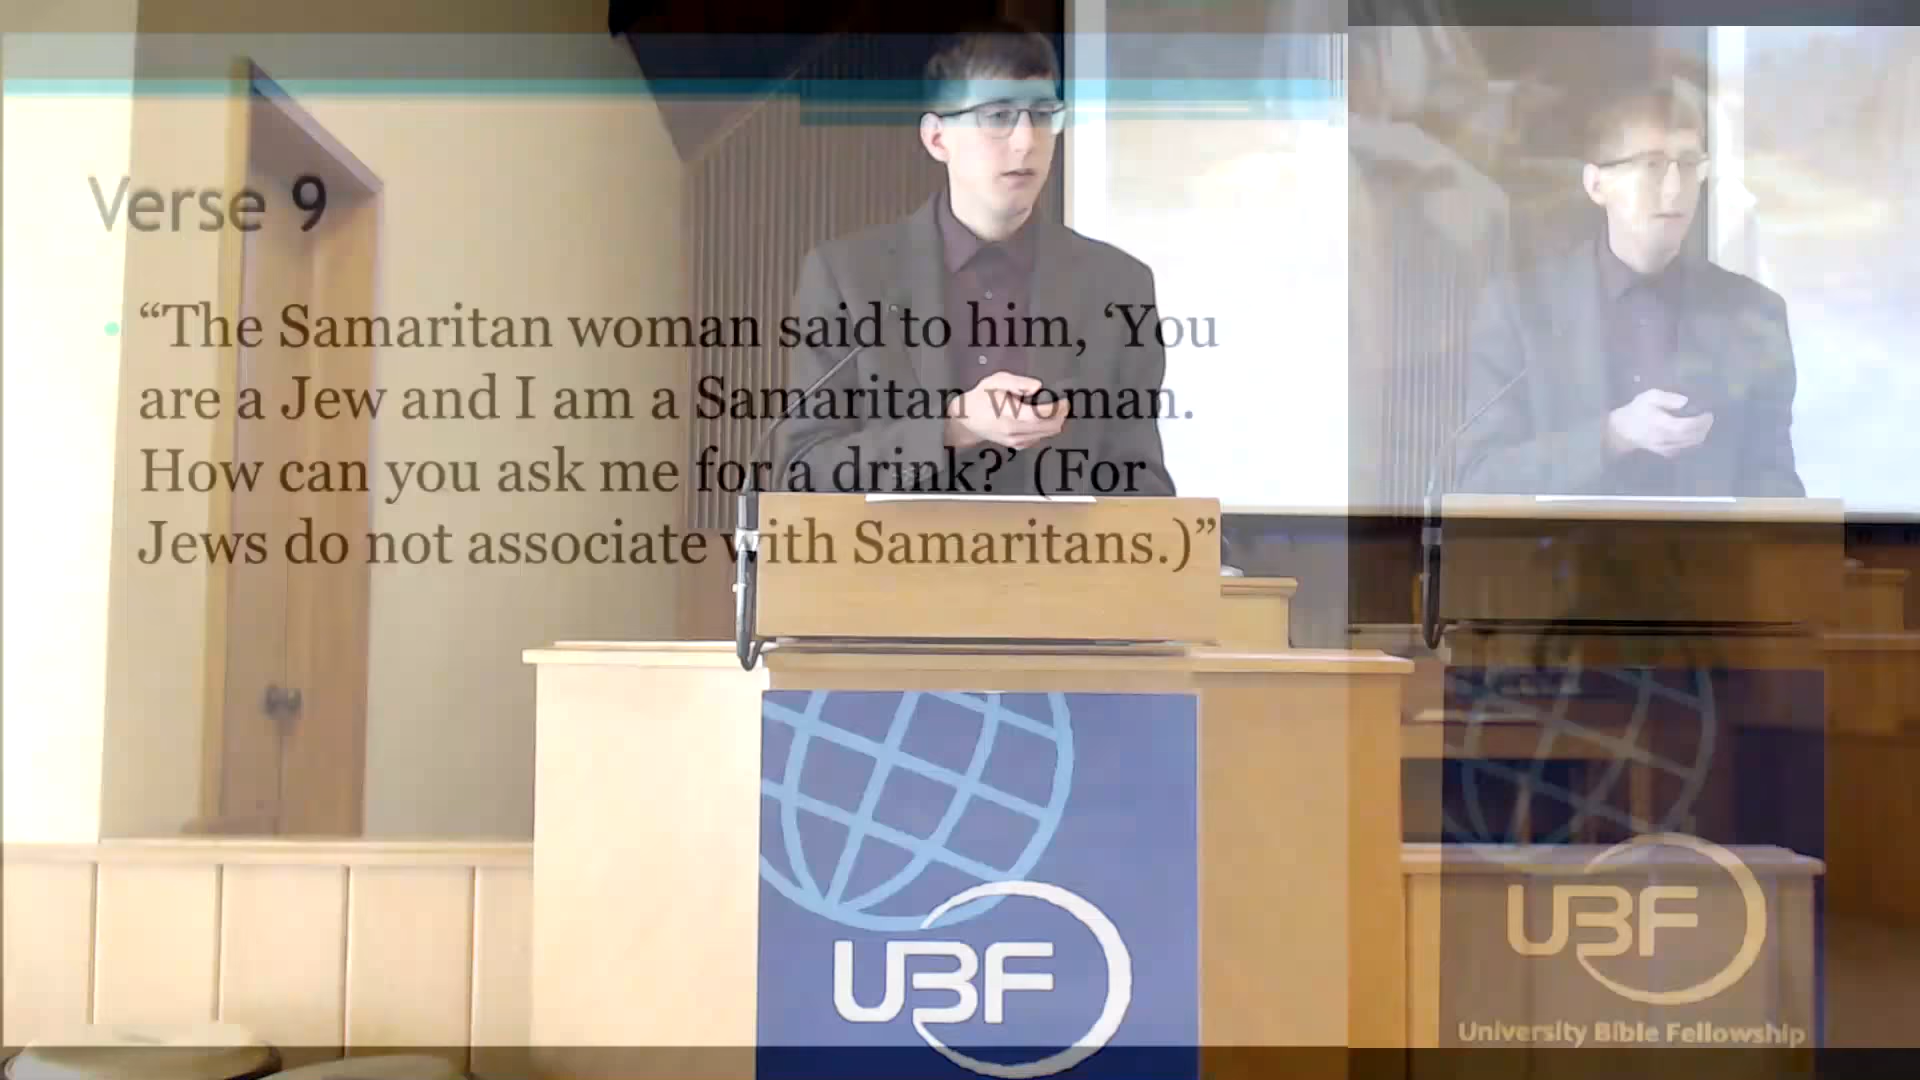 Verse 9
“The Samaritan woman said to him, ‘You
are a Jew and I am a Samaritan woman.
How can you ask me for a drink?’ (For
Jews do not associate with Samaritans.)”
UBF
UBF
University Bible Fellowship